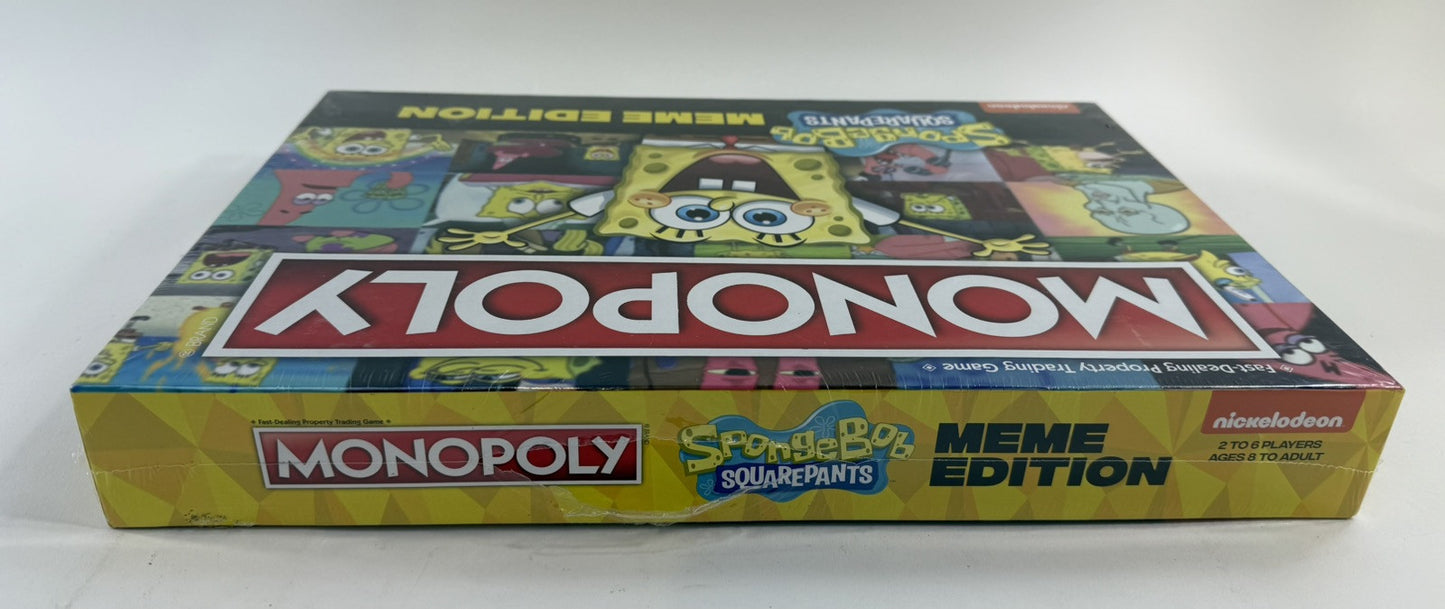 MEME EDITION
SPONGEBOB
SQUAREPANTS
nickelodeon
MONOPOLY
® BRAND
Fast-Dealing Property Trading Game
Fast-Dealing Property Trading Game
MONOPOLY
SPONGEBOB
SQUAREPANTS
MEME
EDITION
nickelodeon
2 TO 6 PLAYERS
AGES 8 TO ADULT